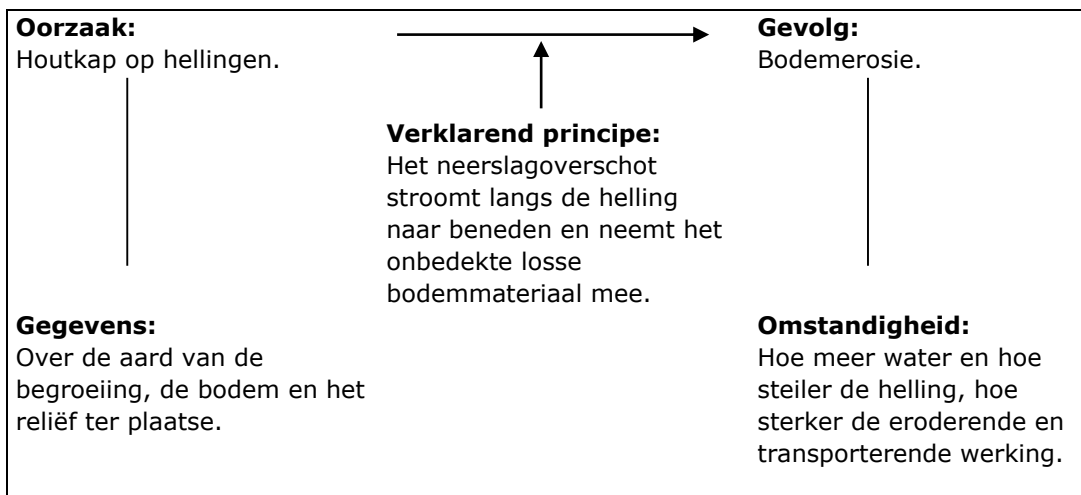 Oorzaak:
Houtkap op hellingen.
Gevolg:
Bodemerosie.
Verklarend principe:
Het neerslagoverschot
stroomt langs de helling
naar beneden en neemt het
onbedekte losse
bodemmateriaal mee.
Gegevens:
Over de aard van de
begroeiing, de bodem en het
reliëf ter plaatse.
Omstandigheid:
Hoe meer water en hoe
steiler de helling, hoe
sterker de eroderende en
transporterende werking.